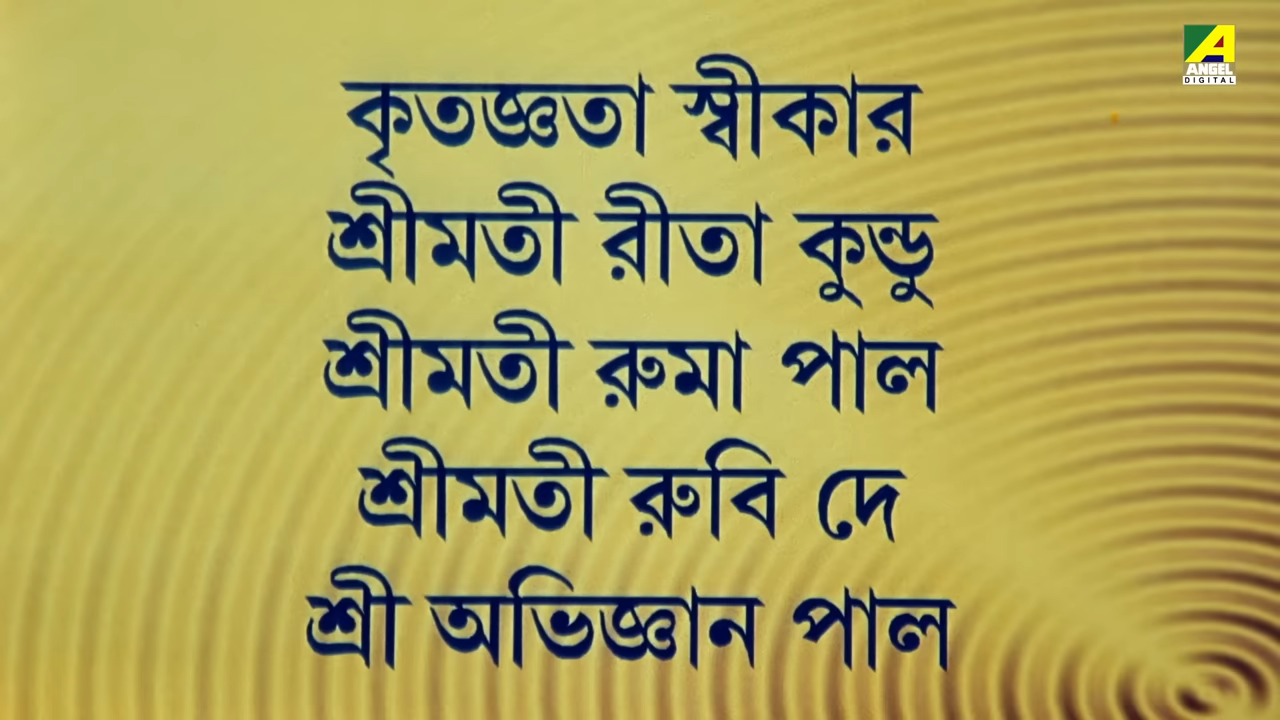 ANGEL
DIGITAL
কৃতজ্ঞতা স্বীকার
শ্রীমতী রীতা কুন্ডু
শ্রীমতী রুমা পাল
শ্রীমতী রুবি দে
শ্রী অভিজ্ঞান পাল